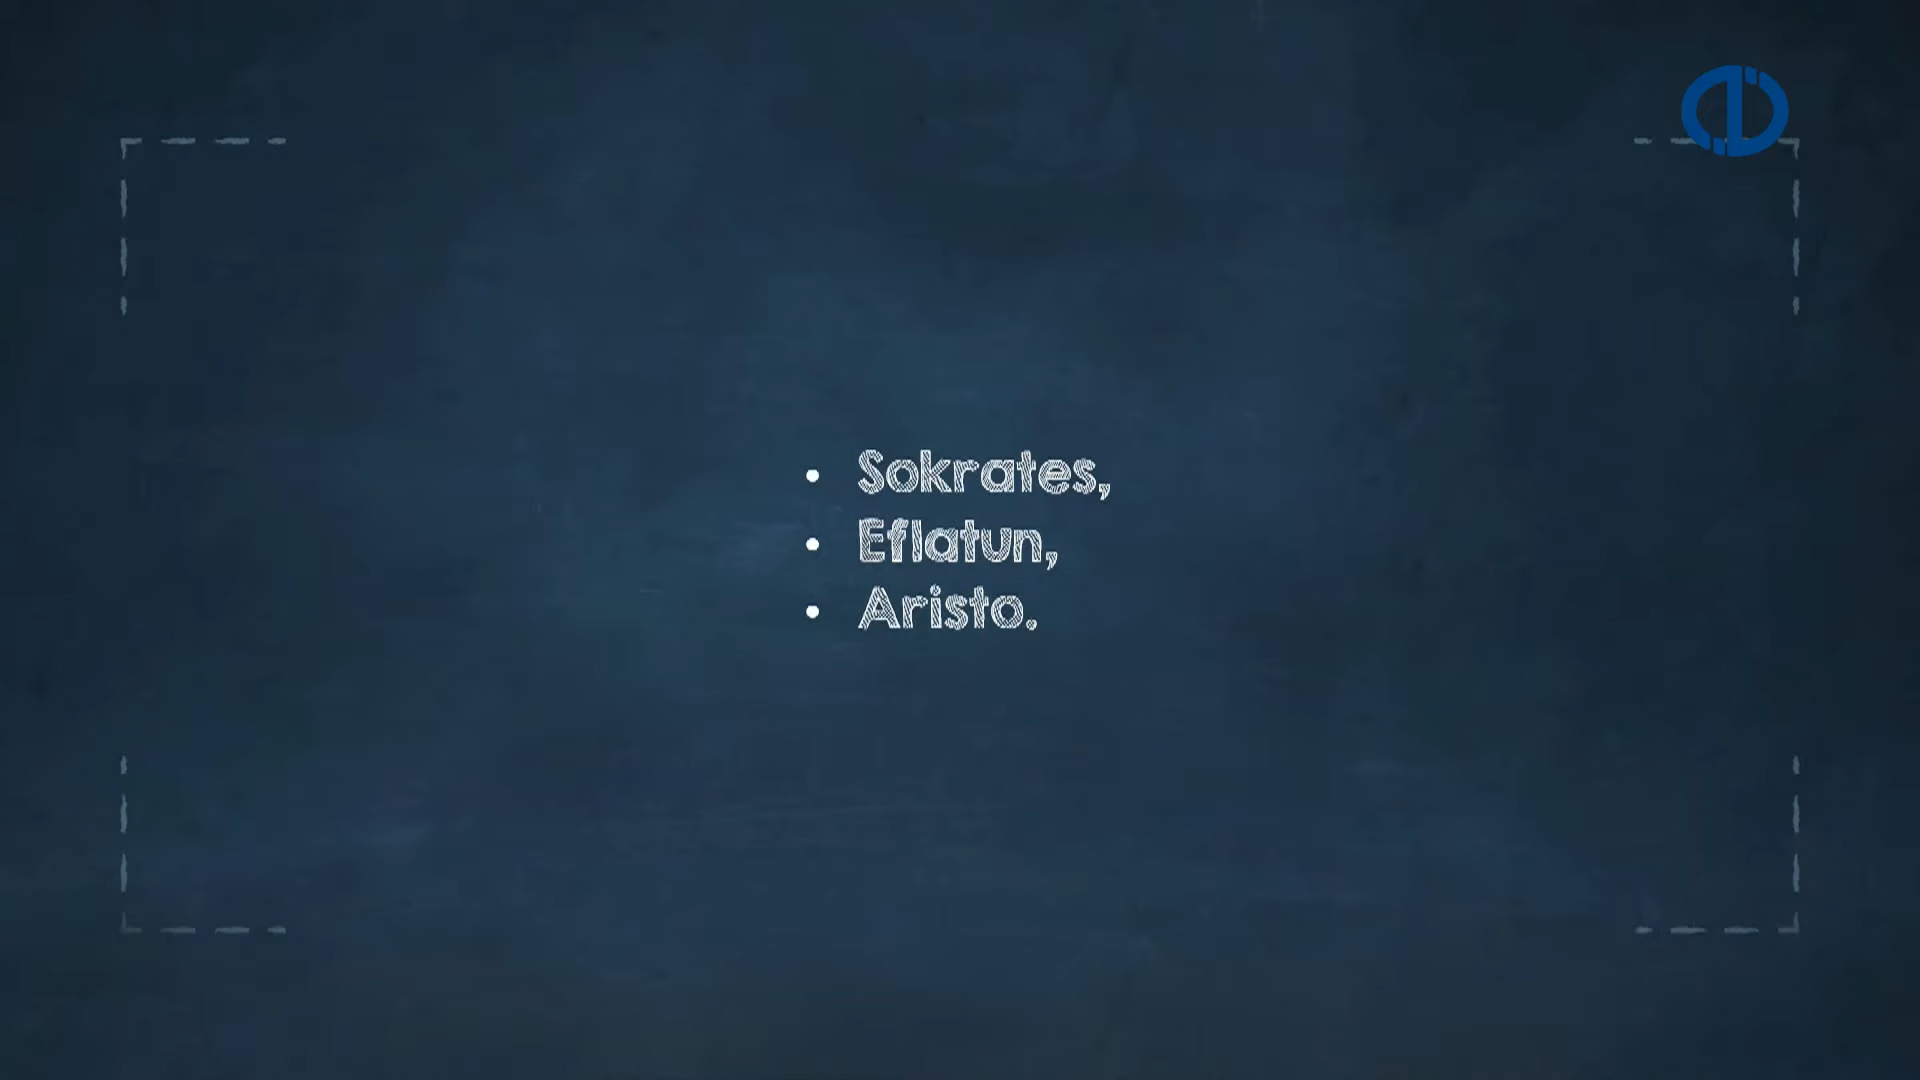 • Sokrates,
• Eflatun,
• Aristo.